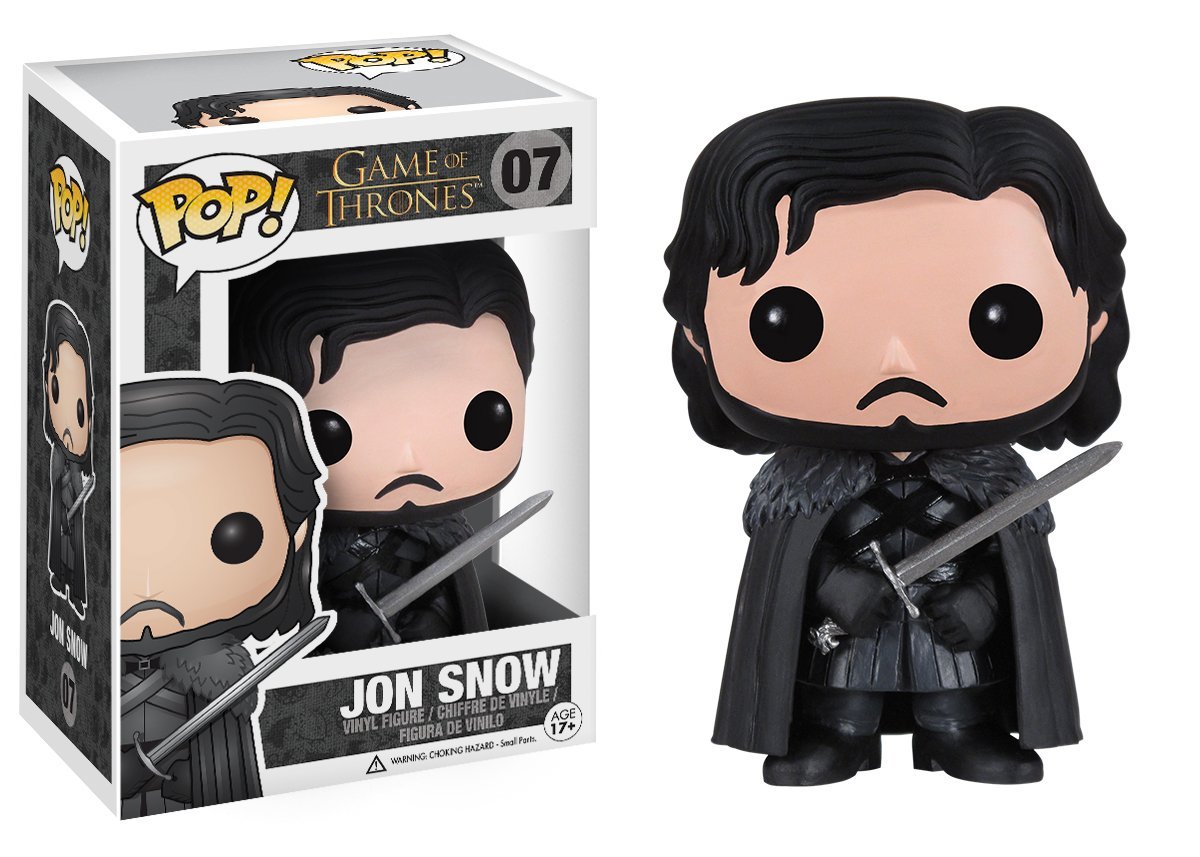 POP!
POP!
POP!
GAME OF
THRONES™
07
JON SNOW
07
JON SNOW
VINYL FIGURE / CHIFFRE DE VINYLE /
FIGURA DE VINILO
AGE
17+
WARNING: CHOKING HAZARD - Small Parts.